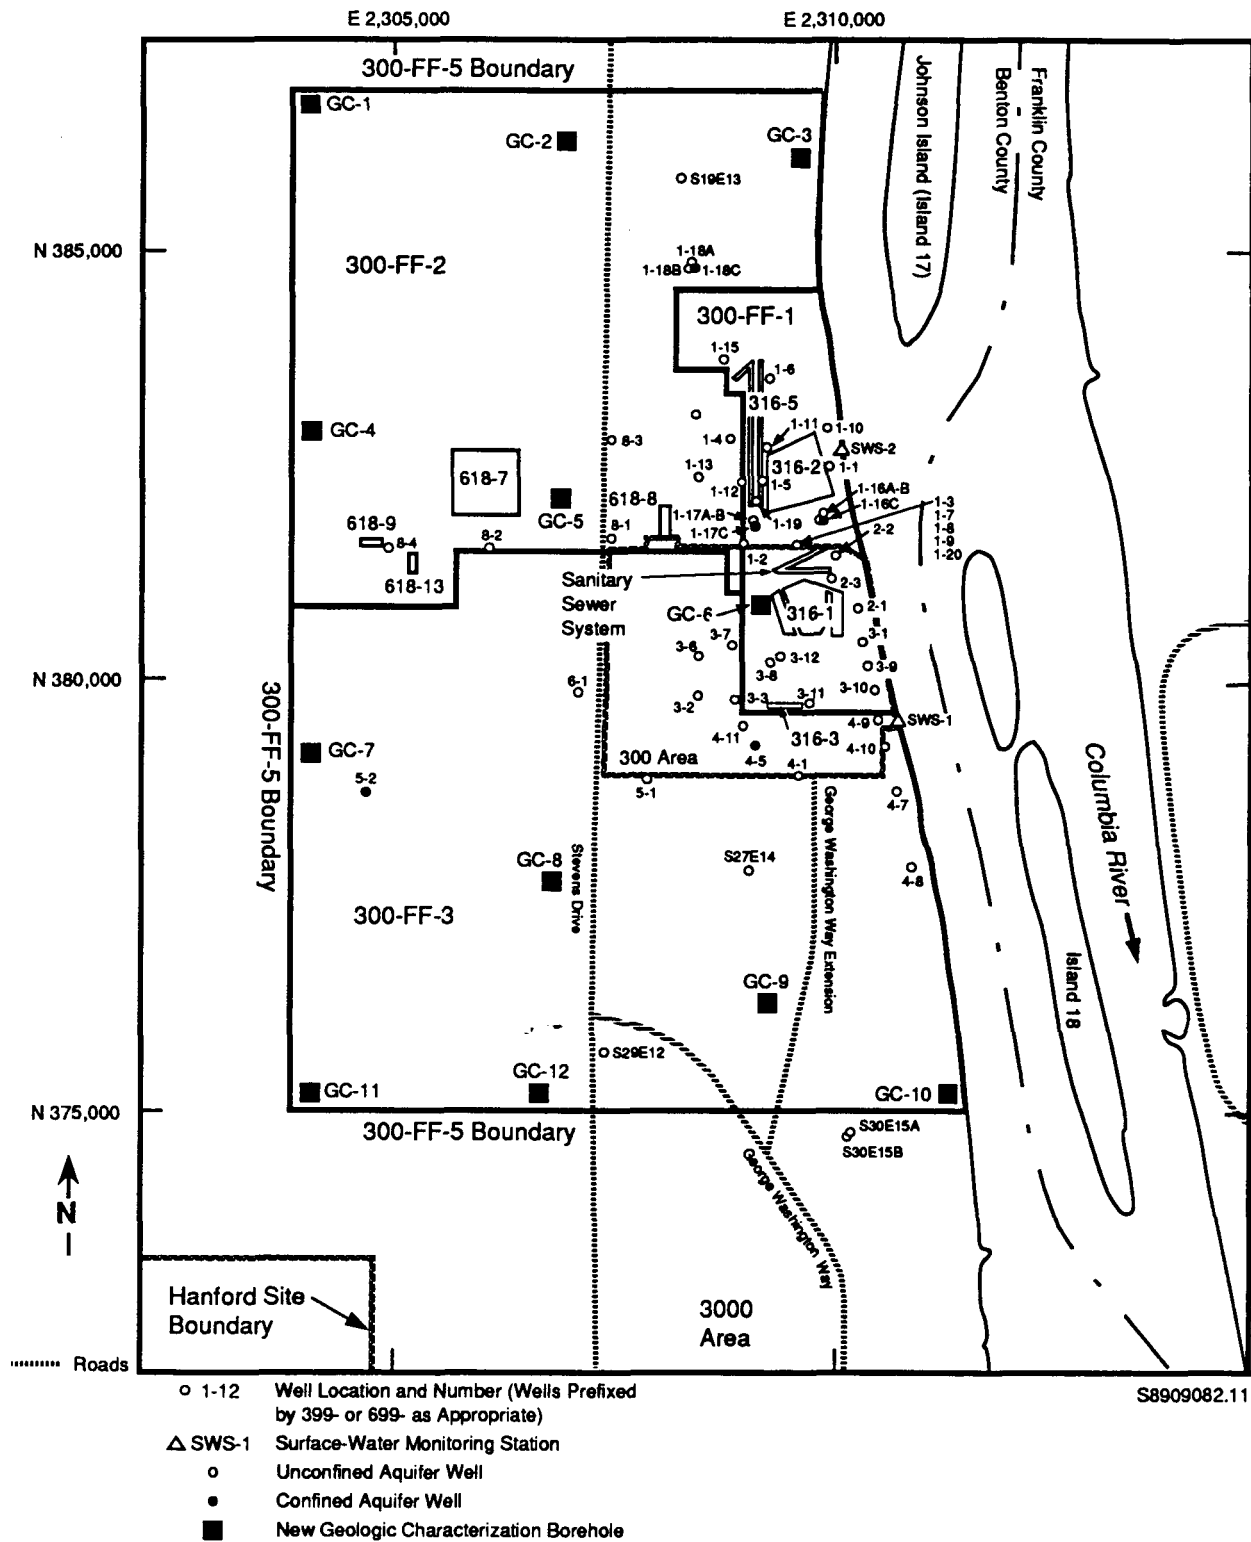 E 2,305,000
E 2,310,000
300-FF-5 Boundary
GC-1
GC-2
GC-3
S19E13
Johnson Island (Island 17)
Benton County
Franklin County
N 385,000
300-FF-2
1-18A
1-18B
1-18C
300-FF-1
1-15
1-6
316-5
GC-4
8-3
1-4
1-11
1-10
SWS-2
316-2
1-1
618-7
1-13
1-12
1-5
GC-5
618-8
1-16A-B
1-16C
1-3
1-7
1-8
1-9
1-20
1-17A-B
1-17C
1-19
2-2
618-9
8-4
8-2
8-1
618-13
1-2
Sanitary
Sewer
System
2-3
GC-6
316-1
2-1
3-1
3-7
3-6
3-12
3-8
3-9
N 380,000
6-1
3-2
3-3
3-11
3-10
4-9
SWS-1
300-FF-5 Boundary
GC-7
5-2
4-11
316-3
4-5
4-10
300 Area
4-1
5-1
4-7
Columbia River
Stevens Drive
George Washington Way Extension
GC-8
S27E14
4-8
300-FF-3
Island 18
GC-9
S29E12
GC-11
GC-12
GC-10
N 375,000
300-FF-5 Boundary
S30E15A
S30E15B
George Washington Way
N
Hanford Site
Boundary
3000
Area
Roads
1-12 Well Location and Number (Wells Prefixed
by 399- or 699- as Appropriate)
S8909082.11
SWS-1 Surface-Water Monitoring Station
Unconfined Aquifer Well
Confined Aquifer Well
New Geologic Characterization Borehole